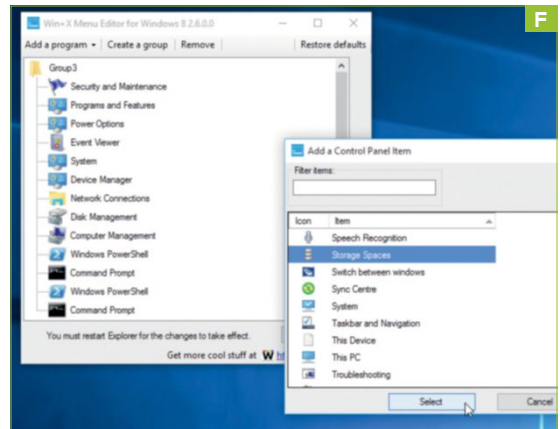 F
Win+X Menu Editor for Windows 8 2.6.0.0
Add a program Create a group Remove Restore defaults
Group3
Security and Maintenance
Programs and Features
Power Options
Event Viewer
System
Device Manager
Network Connections
Disk Management
Computer Management
Windows PowerShell
Command Prompt
Windows PowerShell
Command Prompt
You must restart Explorer for the changes to take effect.
Get more cool stuff at W
Add a Control Panel Item
Filter items:
Icon Item
Speech Recognition
Storage Spaces
Switch between windows
Sync Centre
System
Taskbar and Navigation
This Device
This PC
Troubleshooting
Select Cancel